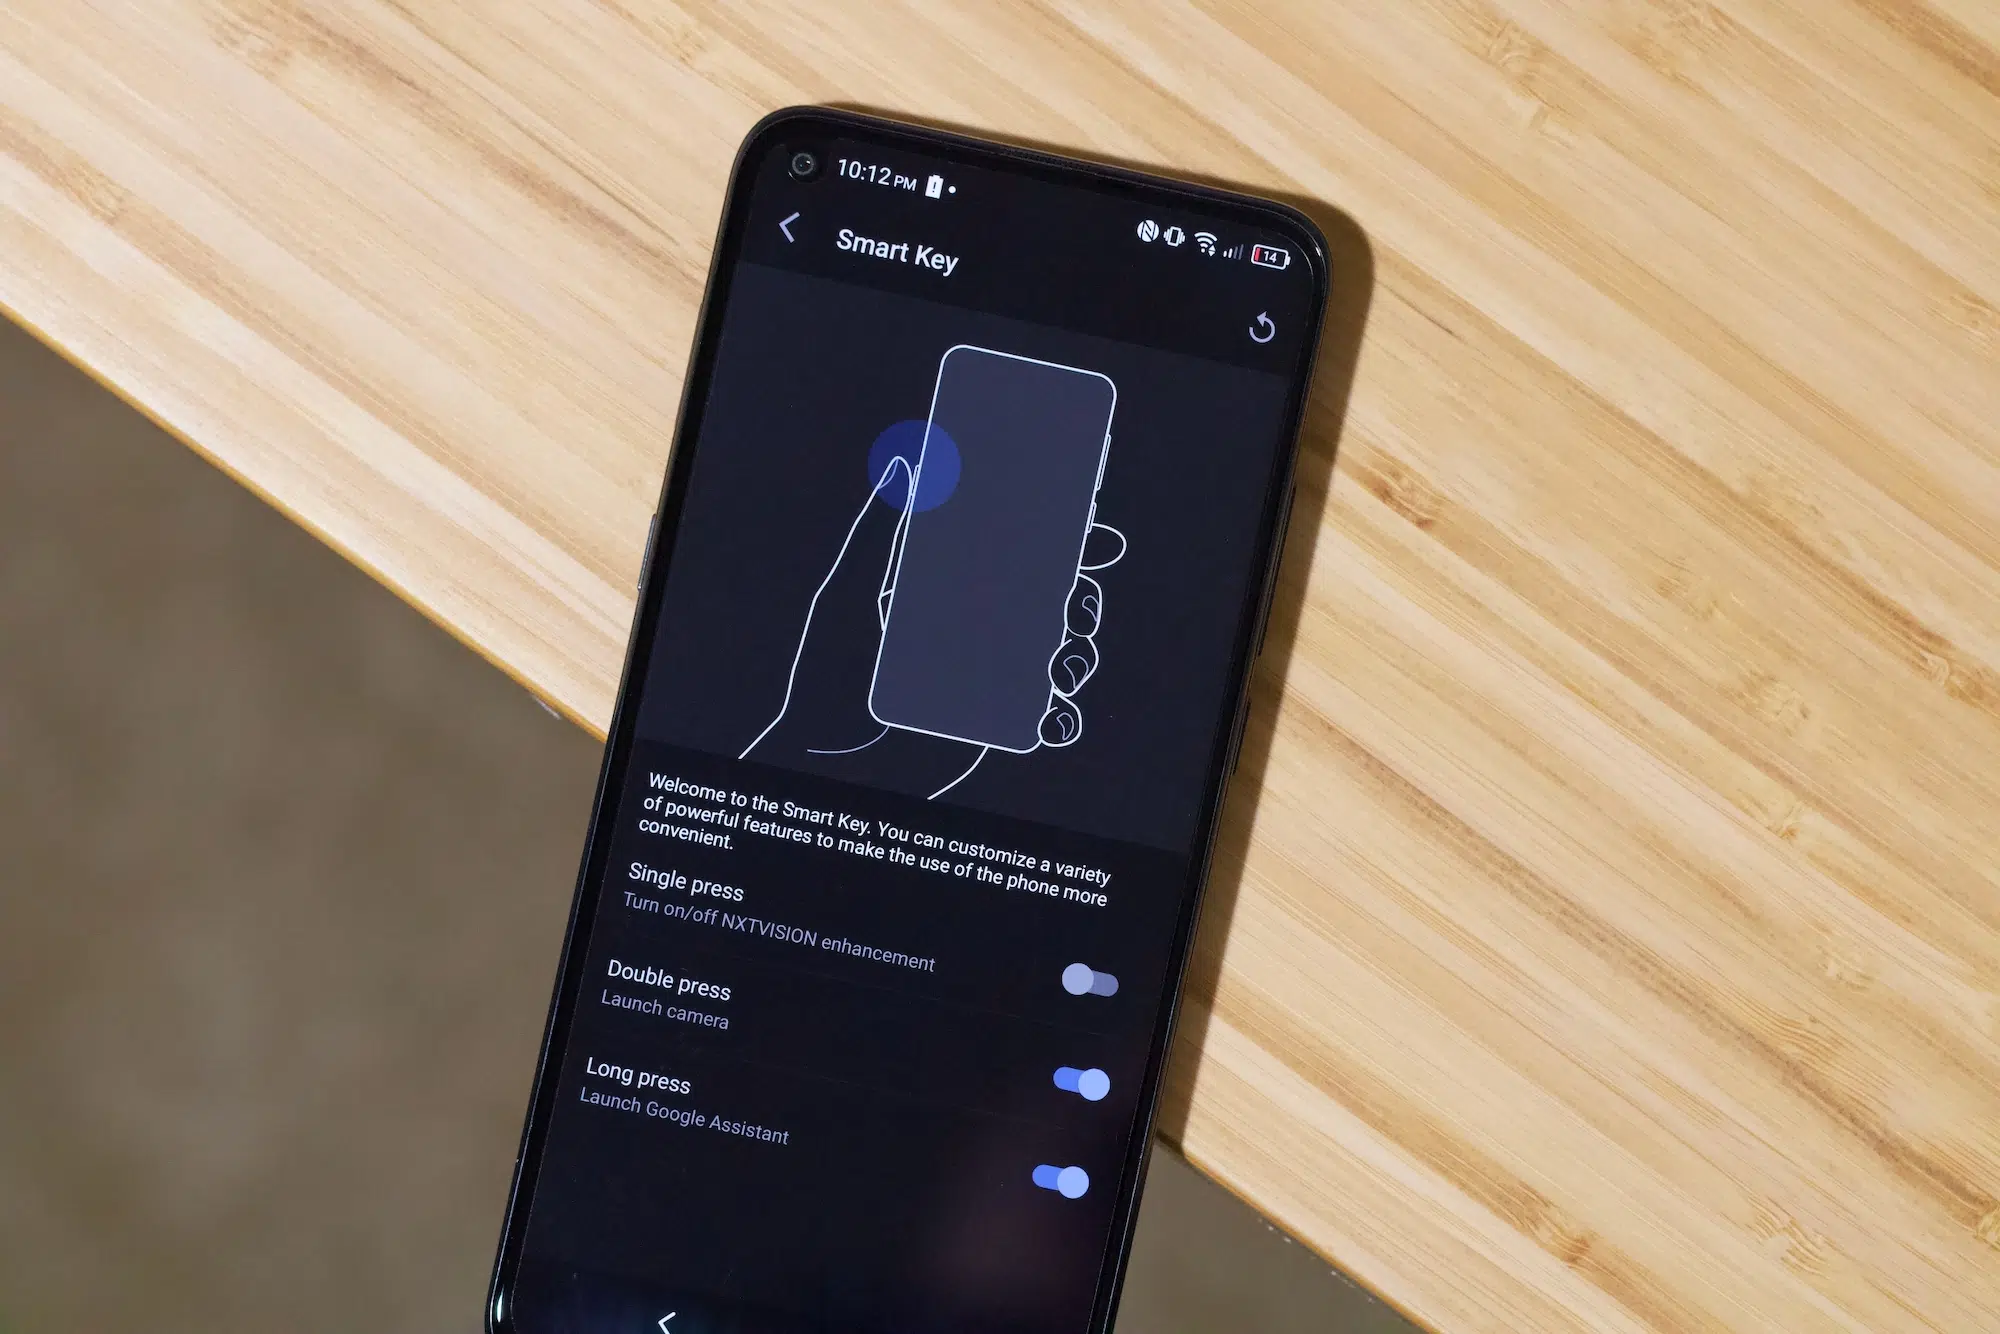 10:12 PM
14
Smart Key
Welcome to the Smart Key. You can customize a variety
of powerful features to make the use of the phone more
convenient.
Single press
Turn on/off NXTVISION enhancement
Double press
Launch camera
Long press
Launch Google Assistant